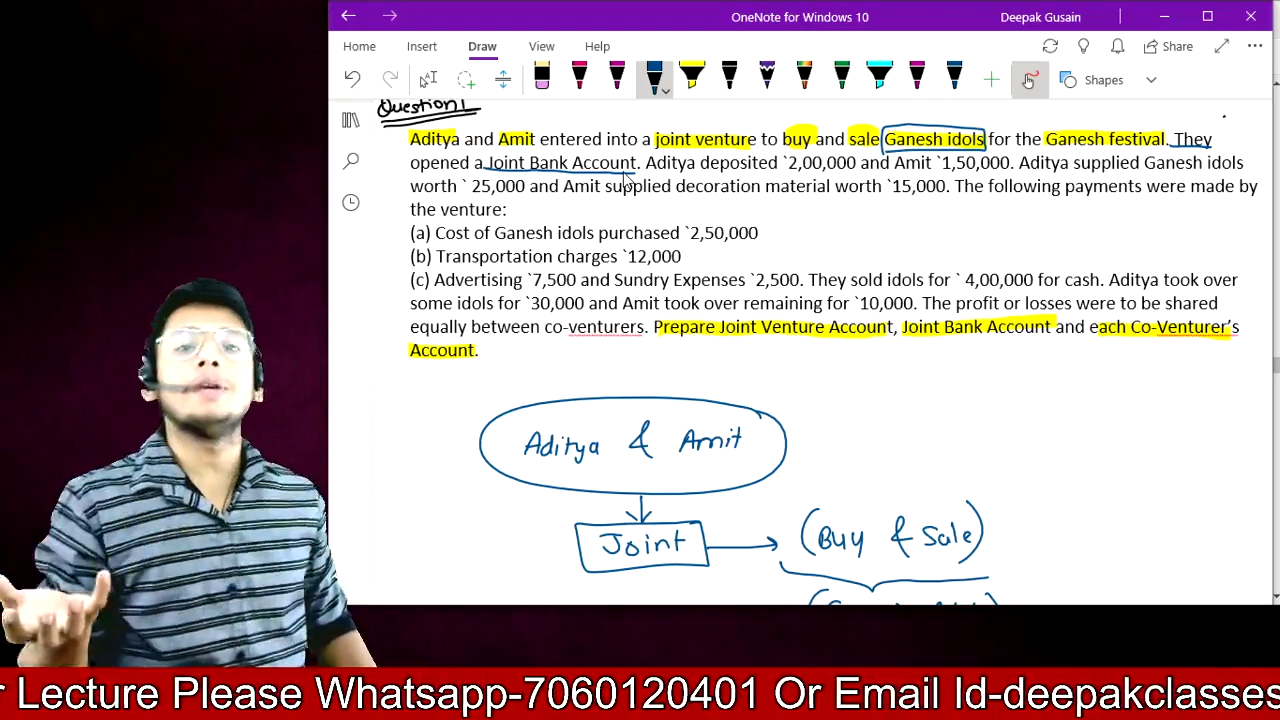 OneNote for Windows 10
Deepak Gusain
Home Insert Draw View Help
Share
Shapes
Question1
Aditya and Amit entered into a joint venture to buy and sale Ganesh idols for the Ganesh festival. They
opened a Joint Bank Account. Aditya deposited `2,00,000 and Amit `1,50,000. Aditya supplied Ganesh idols
worth ` 25,000 and Amit supplied decoration material worth `15,000. The following payments were made by
the venture:
(a) Cost of Ganesh idols purchased `2,50,000
(b) Transportation charges `12,000
(c) Advertising `7,500 and Sundry Expenses `2,500. They sold idols for ` 4,00,000 for cash. Aditya took over
some idols for `30,000 and Amit took over remaining for `10,000. The profit or losses were to be shared
equally between co-venturers. Prepare Joint Venture Account, Joint Bank Account and each Co-Venturer's
Account.
Aditya & Amit
Joint
(Buy & Sale)
r Lecture Please Whatsapp-7060120401 Or Email Id-deepakclasses